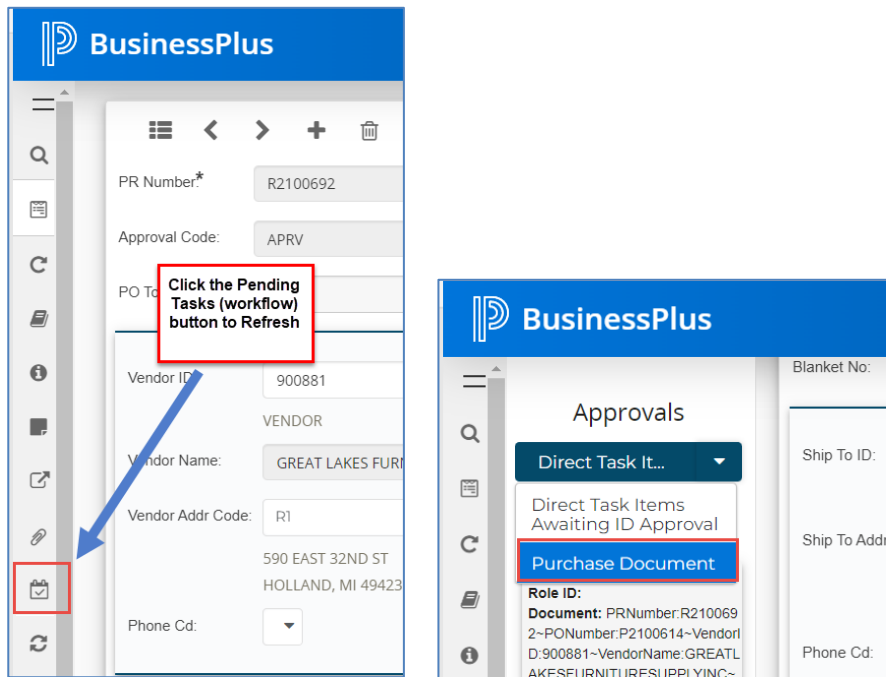 BusinessPlus
PR Number:*
R2100692
Approval Code:
APRV
PO To
Click the Pending
Tasks (workflow)
button to Refresh
Vendor ID
900881
VENDOR
Vendor Name:
GREAT LAKES FURN
Vendor Addr Code:
R1
590 EAST 32ND ST
HOLLAND, MI 49423
Phone Cd:
BusinessPlus
Approvals
Direct Task It...
Direct Task Items
Awaiting ID Approval
Purchase Document
Role ID:
Document: PRNumber:R210069
2~PONumber:P2100614~VendorI
D:900881~VendorName:GREATL
AKESFURNITURESUPPLYINC~
Blanket No:
Ship To ID:
Ship To Addr
Phone Cd: